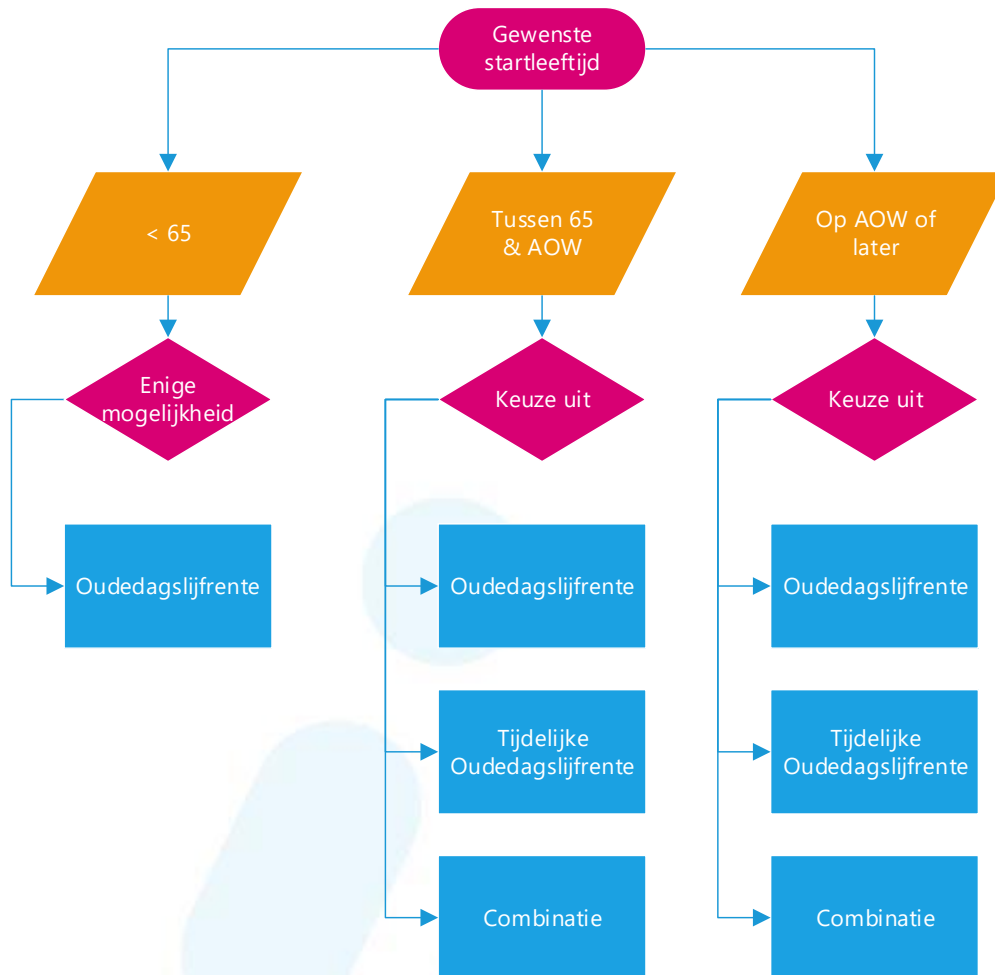 Gewenste
startleeftijd
< 65
Tussen 65
& AOW
Op AOW of
later
Enige
mogelijkheid
Keuze uit
Keuze uit
Oudedagslijfrente
Oudedagslijfrente
Oudedagslijfrente
Tijdelijke
Oudedagslijfrente
Tijdelijke
Oudedagslijfrente
Combinatie
Combinatie